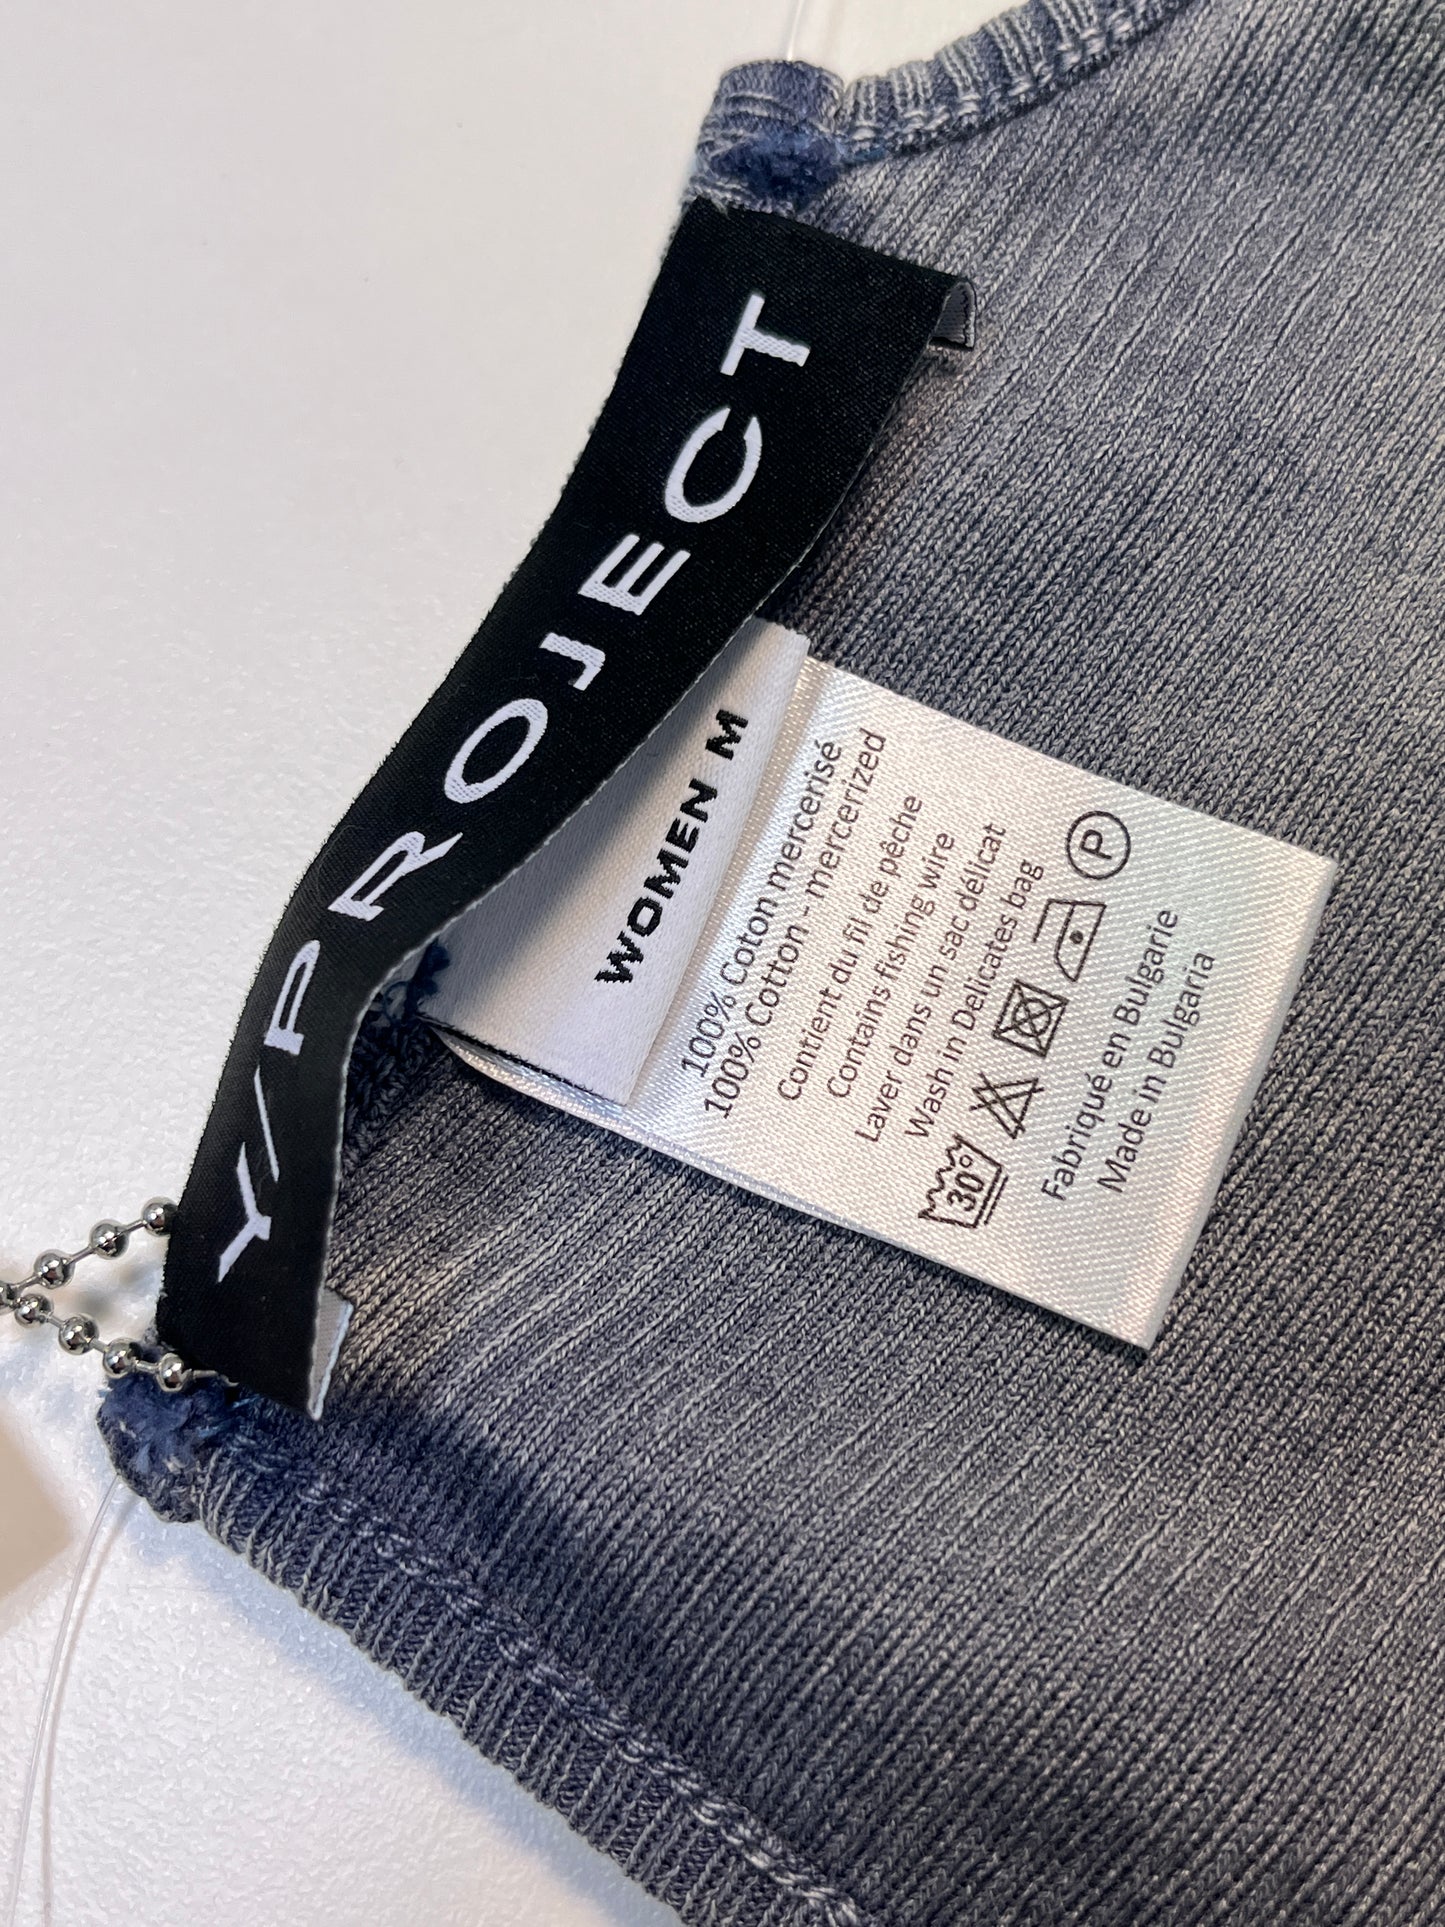 Y/PROJECT
WOMEN M
100% Coton mercerisé
100% Cotton - mercerized
Contient du fil de pêche
Contains fishing wire
Laver dans un sac délicat
Wash in Delicates bag
30°
P
Fabriqué en Bulgarie
Made in Bulgaria